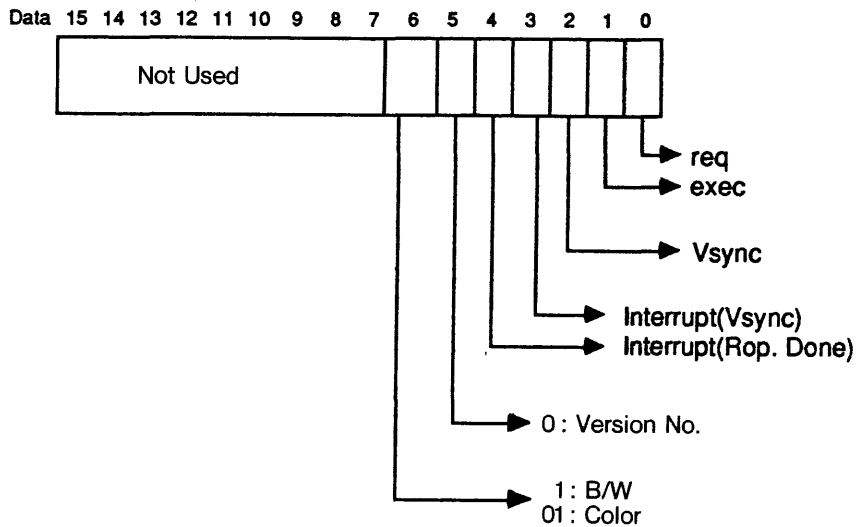 Data 15 14 13 12 11 10 9 8 7 6 5 4 3 2 1 0
Not Used
req
exec
Vsync
Interrupt(Vsync)
Interrupt(Rop. Done)
0 : Version No.
1 : B/W
01 : Color